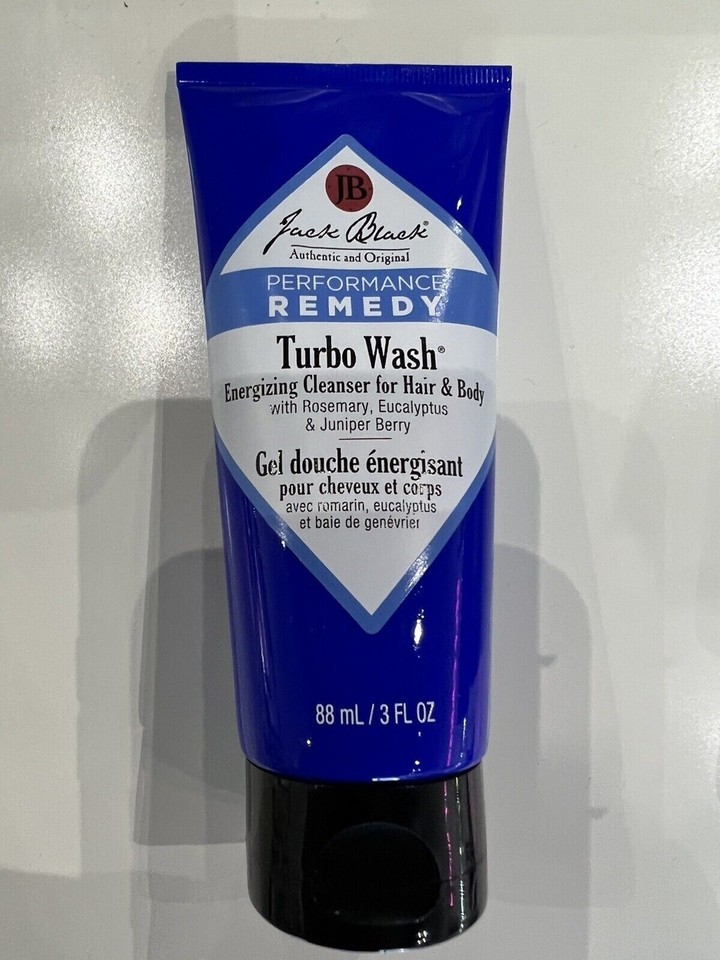 JB
Jack Black®
Authentic and Original
PERFORMANCE
REMEDY
Turbo Wash®
Energizing Cleanser for Hair & Body
with Rosemary, Eucalyptus
& Juniper Berry
Gel douche énergisant
pour cheveux et corps
avec romarin, eucalyptus
et baie de genévrier
88 mL / 3 FL OZ